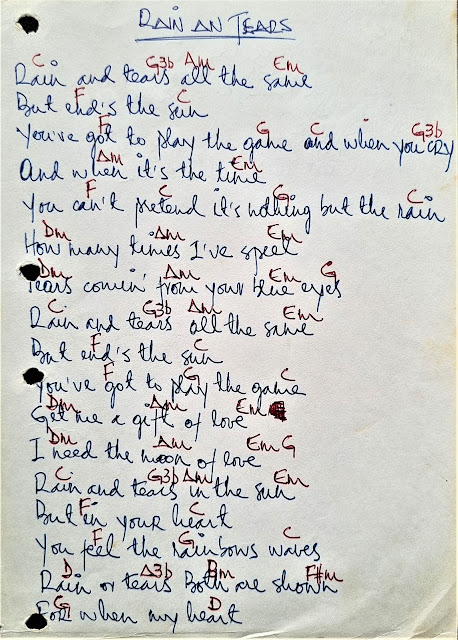 RAIN AN TEARS
C G3b Am Em
Rain and tears all the same
F C
But end's the sun
F G C G3b
You've got to play the game and when you cry
Am Em
And when it's the time
F C G C
You can't pretend it's nothing but the rain
Dm Am Em
How many times I've speel
Dm Am Em G
Tears comin' from your blue eyes
C G3b Am Em
Rain and tears all the same
F C
But end's the sun
F G C
You've got to play the game
Dm Am Em
Get me a gift of love
Dm Am Em G
I need the moon of love
C G3b Am Em
Rain and tears in the sun
F C
But in your heart
F G C
You feel the rainbows waves
D A3b Bm F#m
Rain or tears Both are shown
G D
For when my heart